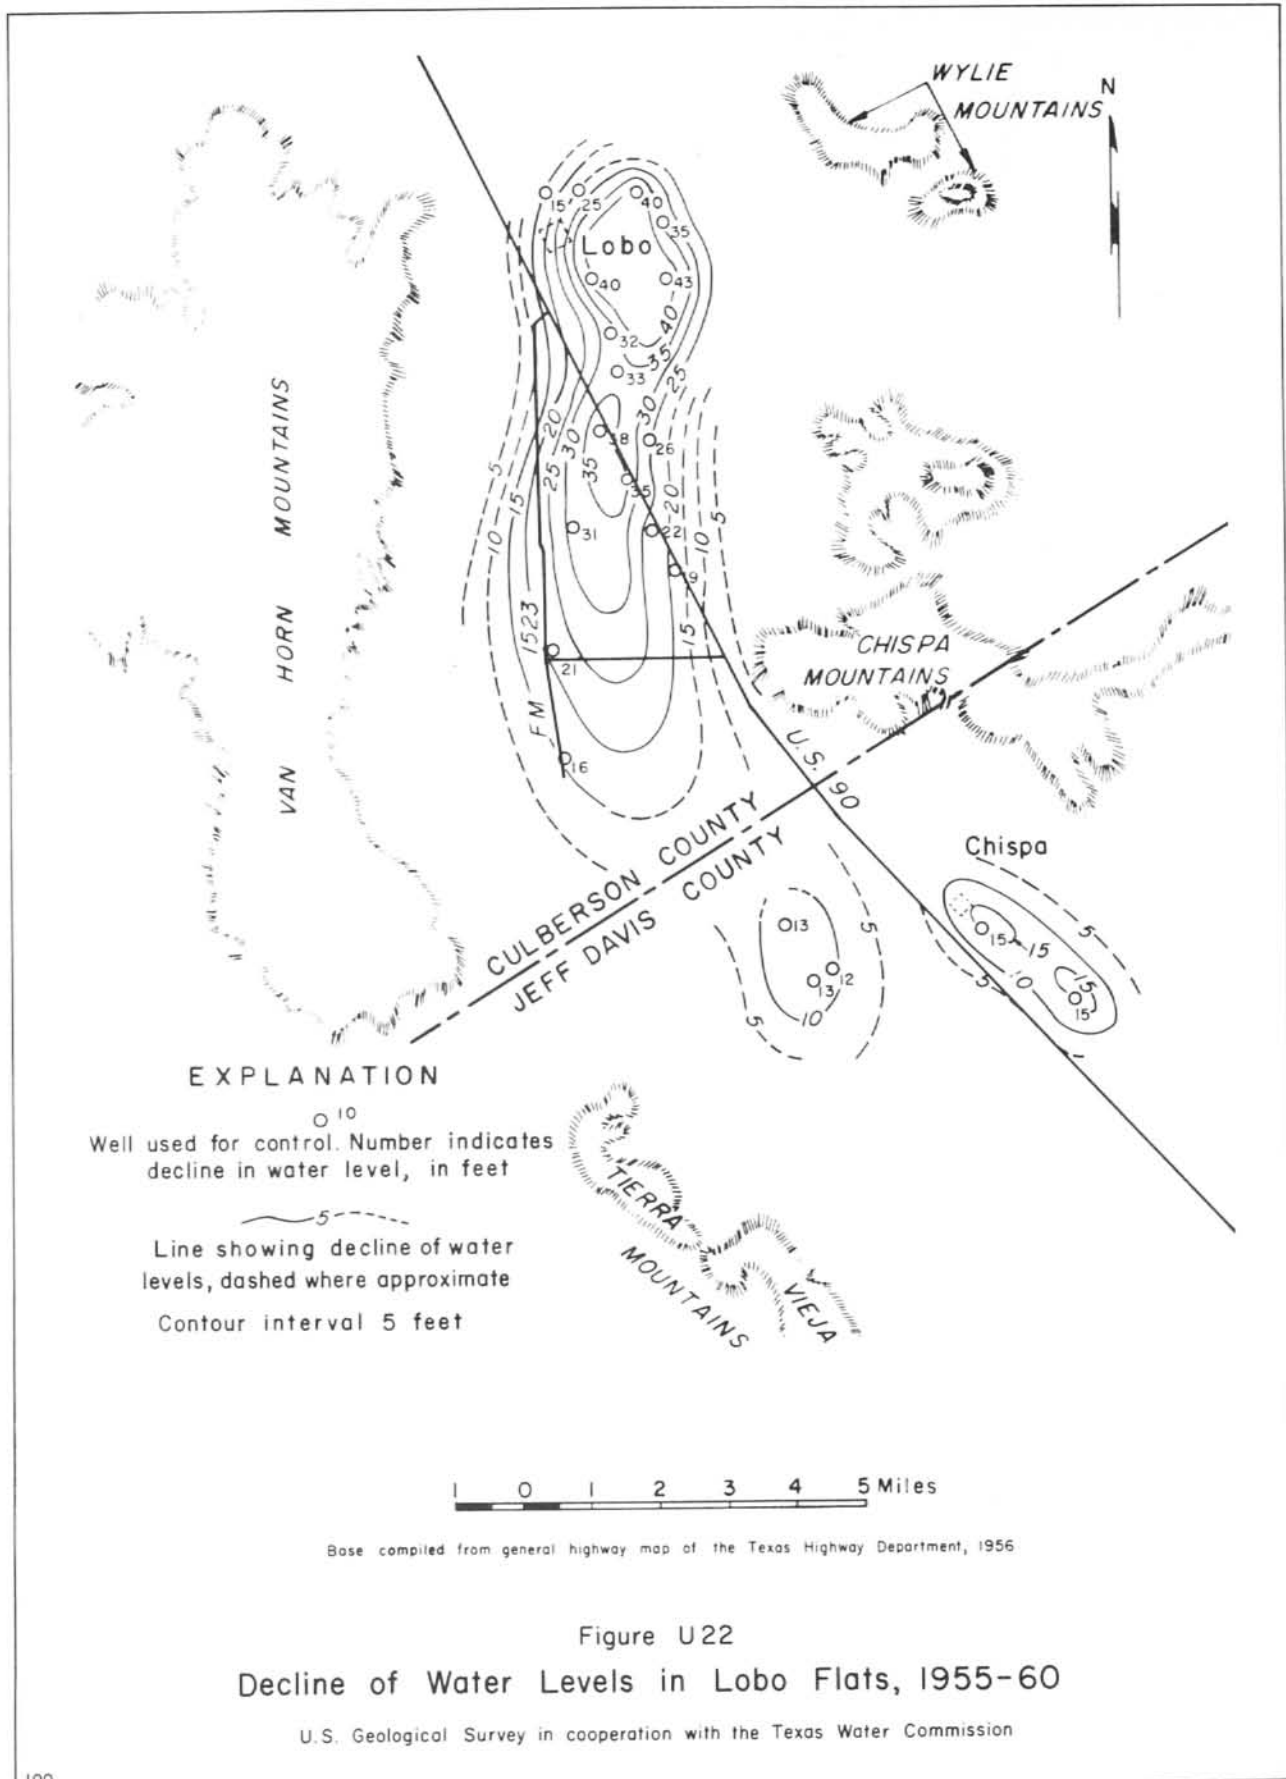 WYLIE
MOUNTAINS
N
15
25
40
35
Lobo
40
43
40
32
35
33
25
30
20
38
26
5
15
25
30
35
35
20
10
15
5
10
31
22
9
1523
15
21
FM
16
VAN HORN MOUNTAINS
CHISPA
MOUNTAINS
U.S. 90
CULBERSON COUNTY
JEFF DAVIS COUNTY
Chispa
13
5
12
13
10
5
15
15
5
10
15
15
5
EXPLANATION
10
Well used for control. Number indicates
decline in water level, in feet
5
Line showing decline of water
levels, dashed where approximate
Contour interval 5 feet
TIERRA
VIEJA
MOUNTAINS
1 0 1 2 3 4 5 Miles
Base compiled from general highway map of the Texas Highway Department, 1956
Figure U22
Decline of Water Levels in Lobo Flats, 1955-60
U.S. Geological Survey in cooperation with the Texas Water Commission